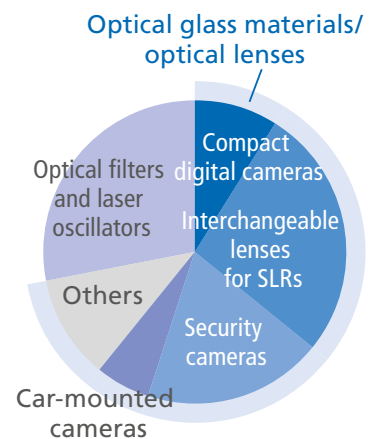 Optical glass materials/
optical lenses
Compact
digital cameras
Interchangeable
lenses
for SLRs
Security
cameras
Car-mounted
cameras
Others
Optical filters
and laser
oscillators